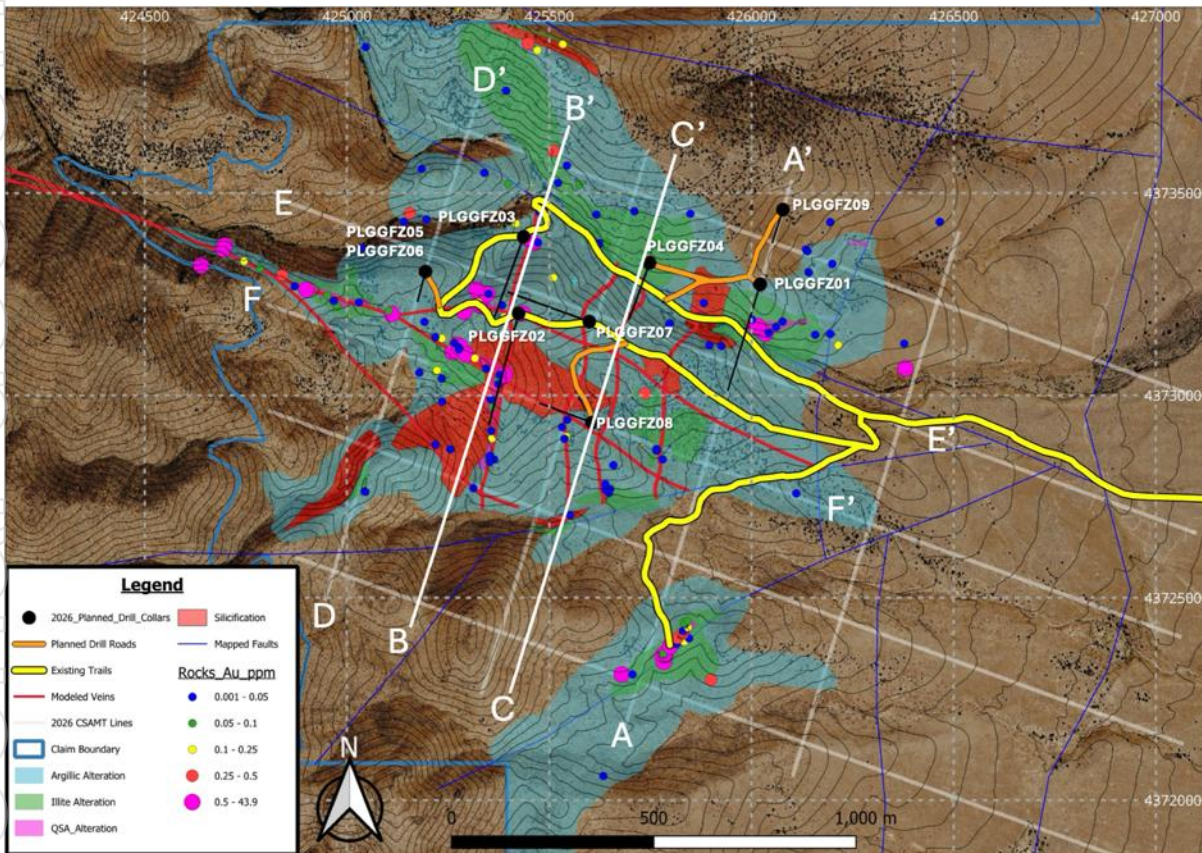 424500 425000 425500 426000 426500 427000
D'
B'
C'
A'
E
PLGGFZ03
PLGGFZ09
4373500
PLGGFZ05
PLGGFZ06
PLGGFZ04
PLGGFZ01
F
PLGGFZ02
PLGGFZ07
4373000
PLGGFZ08
E'
F'
D
B
C
A
4372500
4372000
Legend
2026_Planned_Drill_Collars
Planned Drill Roads
Existing Trails
Modeled Veins
2026 CSAMT Lines
Claim Boundary
Argillic Alteration
Illite Alteration
QSA_Alteration
Silicification
Mapped Faults
Rocks_Au_ppm
0.001 - 0.05
0.05 - 0.1
0.1 - 0.25
0.25 - 0.5
0.5 - 43.9
N
0 500 1,000 m